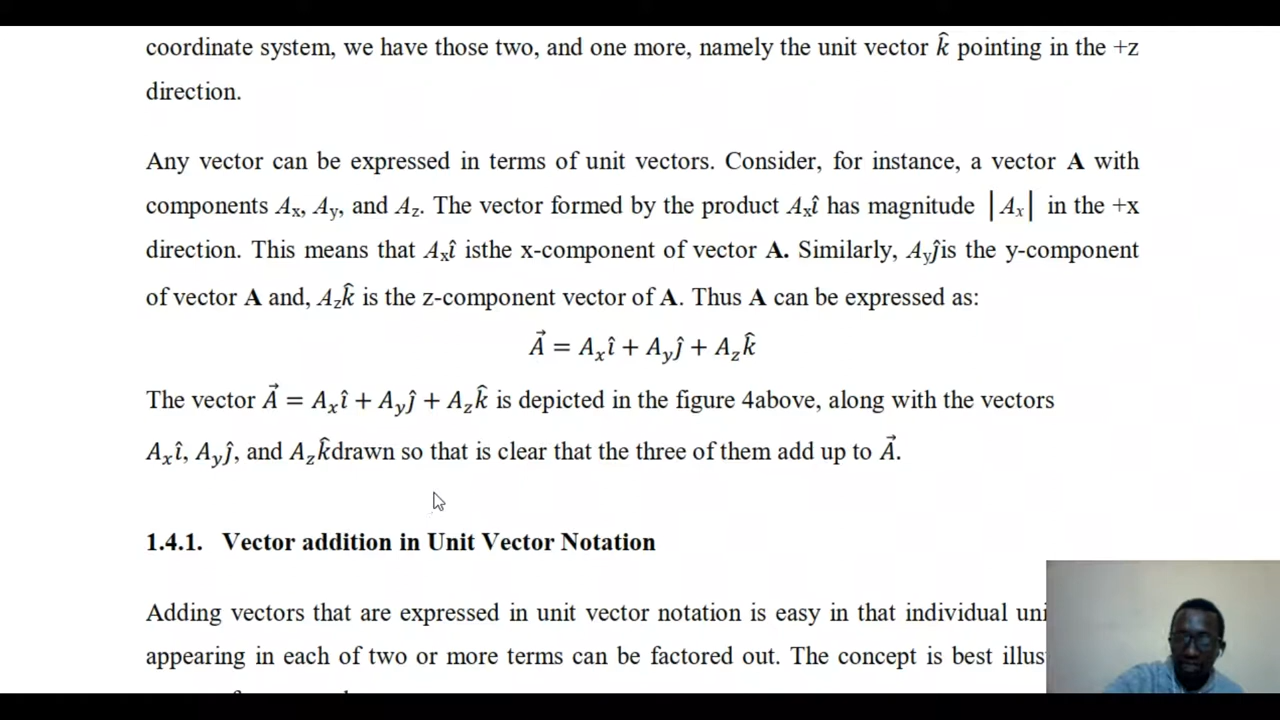 coordinate system, we have those two, and one more, namely the unit vector k̂ pointing in the +z
direction.
Any vector can be expressed in terms of unit vectors. Consider, for instance, a vector A with
components Aₓ, A_y, and A_z. The vector formed by the product Aₓî has magnitude |Aₓ| in the +x
direction. This means that Aₓî isthe x-component of vector A. Similarly, A_yĵis the y-component
of vector A and, A_zk̂ is the z-component vector of A. Thus A can be expressed as:
A⃗ = Aₓî + A_yĵ + A_zk̂
The vector A⃗ = Aₓî + A_yĵ + A_zk̂ is depicted in the figure 4above, along with the vectors
Aₓî, A_yĵ, and A_zk̂drawn so that is clear that the three of them add up to A⃗.
1.4.1. Vector addition in Unit Vector Notation
Adding vectors that are expressed in unit vector notation is easy in that individual uni
appearing in each of two or more terms can be factored out. The concept is best illus